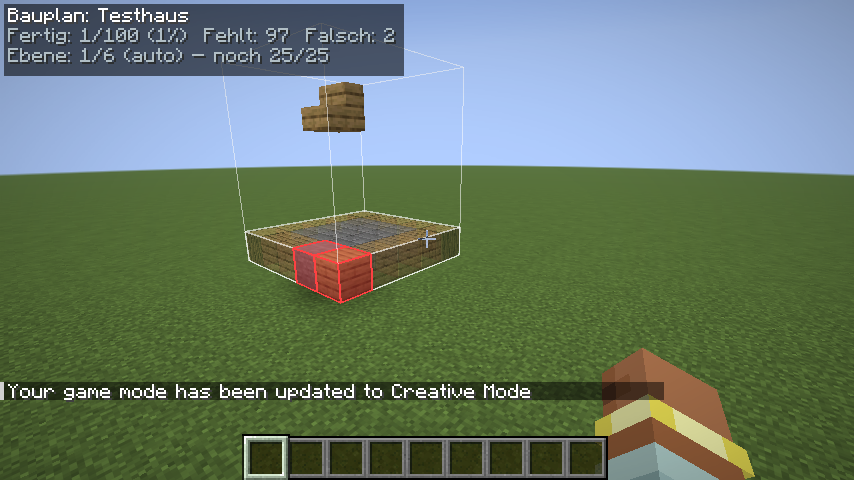 Bauplan: Testhaus
Fertig: 1/100 (1%) Fehlt: 97 Falsch: 2
Ebene: 1/6 (auto) – noch 25/25
Your game mode has been updated to Creative Mode